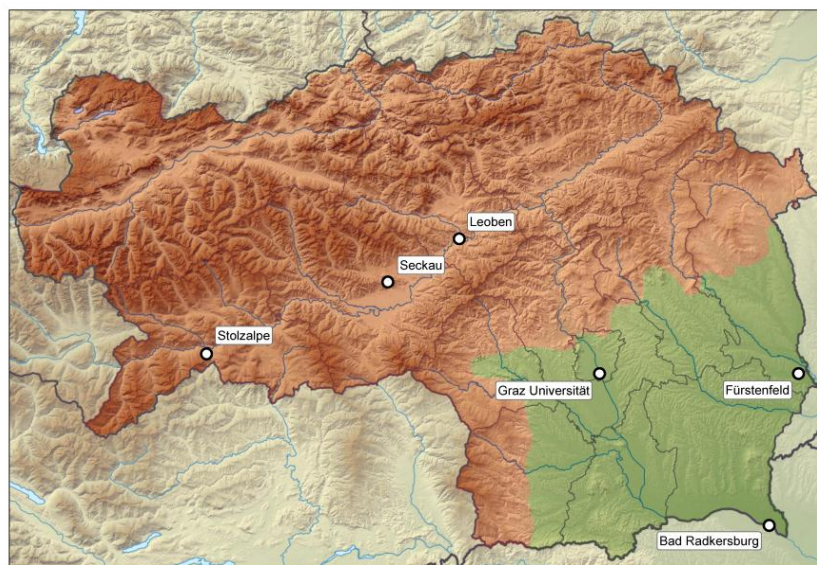 Leoben
Seckau
Stolzalpe
Graz Universität
Fürstenfeld
Bad Radkersburg